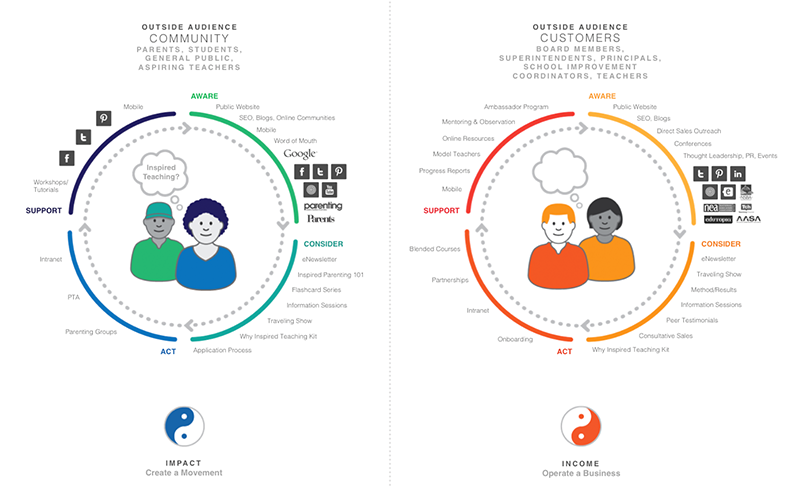 OUTSIDE AUDIENCE
COMMUNITY
PARENTS, STUDENTS,
GENERAL PUBLIC,
ASPIRING TEACHERS
AWARE
Mobile
Public Website
SEO, Blogs, Online Communities
Mobile
Word of Mouth
Google
You
parenting
Parents
Inspired
Teaching?
Workshops/
Tutorials
SUPPORT
CONSIDER
Intranet
eNewsletter
Inspired Parenting 101
PTA
Flashcard Series
Information Sessions
Traveling Show
Parenting Groups
Why Inspired Teaching Kit
ACT
Application Process
IMPACT
Create a Movement
OUTSIDE AUDIENCE
CUSTOMERS
BOARD MEMBERS,
SUPERINTENDENTS, PRINCIPALS,
SCHOOL IMPROVEMENT
COORDINATORS, TEACHERS
AWARE
Ambassador Program
Public Website
Mentoring & Observation
SEO, Blogs
Direct Sales Outreach
Online Resources
Conferences
Model Teachers
Thought Leadership, PR, Events
Progress Reports
in
Mobile
nea
edutopia
AASA
SUPPORT
CONSIDER
Blended Courses
eNewsletter
Traveling Show
Partnerships
Method/Results
Information Sessions
Intranet
Peer Testimonials
Consultative Sales
Onboarding
Why Inspired Teaching Kit
ACT
INCOME
Operate a Business